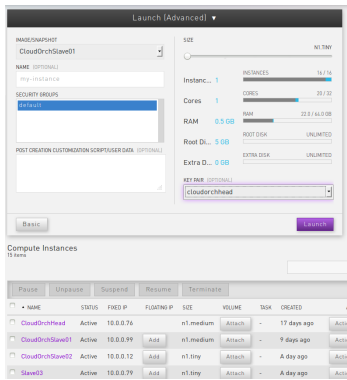 Launch (Advanced) ▾
IMAGE/SNAPSHOT
CloudOrchSlave01
NAME (OPTIONAL)
my-instance
SECURITY GROUPS
default
POST CREATION CUSTOMIZATION SCRIPT/USER DATA (OPTIONAL)
SIZE
N1.TINY
Instanc... 1 INSTANCES 16 / 16
Cores 1 CORES 20 / 32
RAM 0.5 GB RAM 22.0 / 64.0 GB
Root Di... 5 GB ROOT DISK UNLIMITED
Extra D... 0 GB EXTRA DISK UNLIMITED
KEY PAIR (OPTIONAL)
cloudorchhead
Basic Launch
Compute Instances
15 items
Pause Unpause Suspend Resume Terminate
NAME STATUS FIXED IP FLOATING IP SIZE VOLUME TASK CREATED
CloudOrchHead Active 10.0.0.76 n1.medium Attach - 17 days ago Acti
CloudOrchSlave01 Active 10.0.0.99 Add n1.medium Attach - 9 days ago Acti
CloudOrchSlave02 Active 10.0.0.12 Add n1.tiny Attach - A day ago Acti
Slave03 Active 10.0.0.79 Add n1.tiny Attach - A day ago Acti